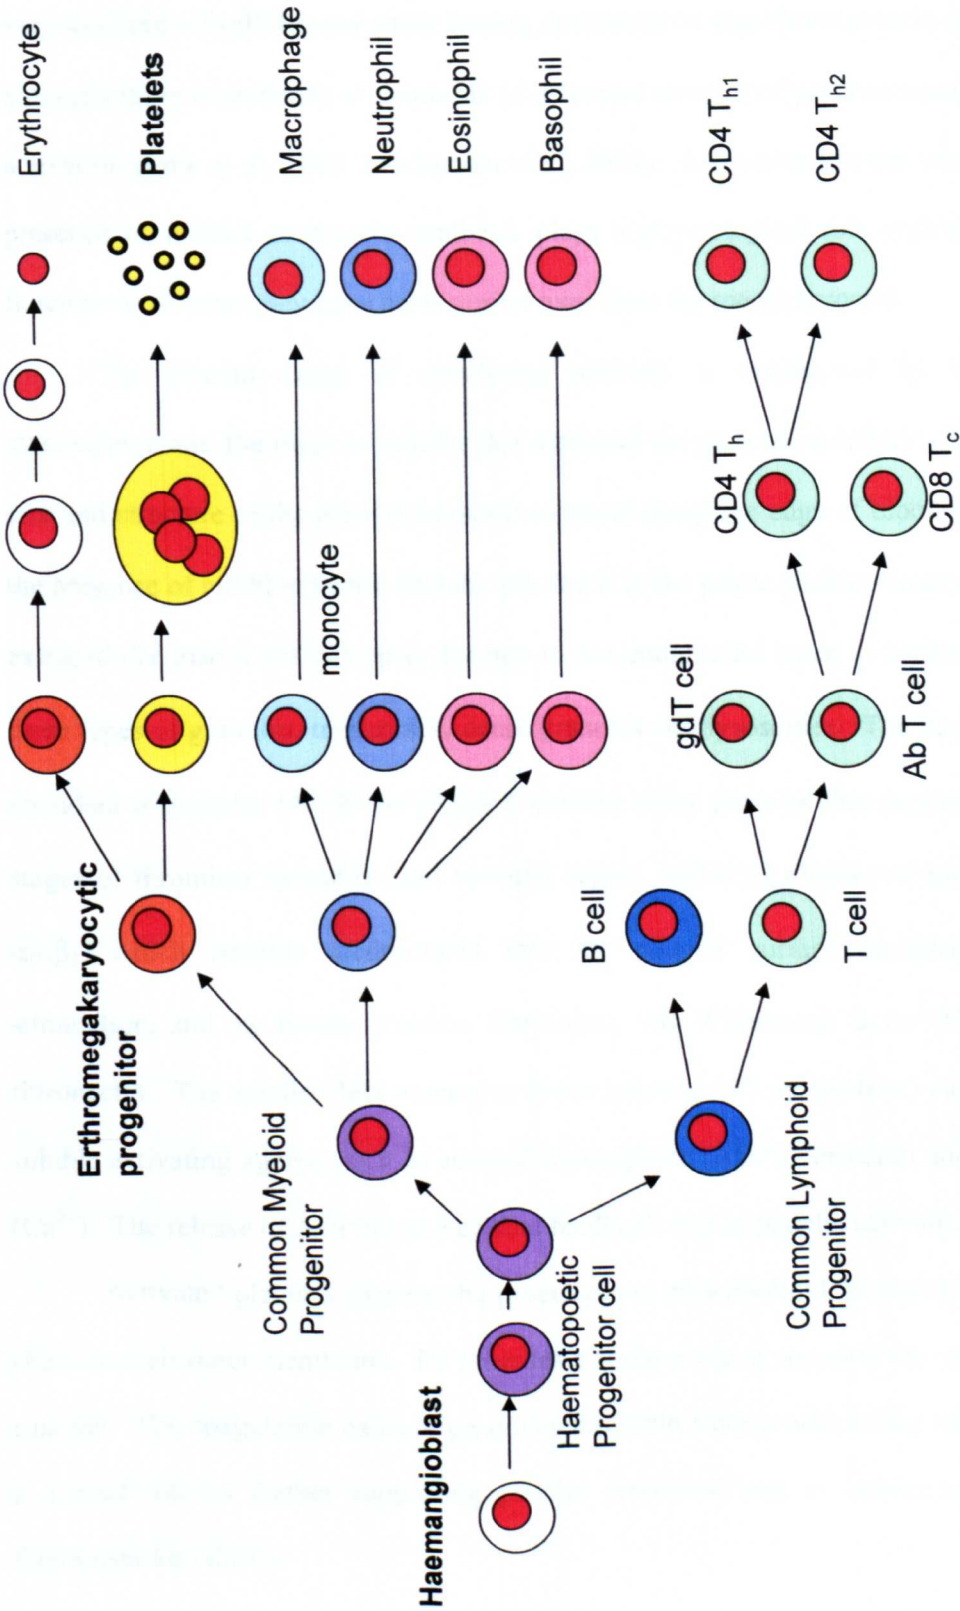 Haemangioblast
Haematopoetic
Progenitor cell
Common Myeloid
Progenitor
Common Lymphoid
Progenitor
Erthromegakaryocytic
progenitor
B cell
T cell
monocyte
gdT cell
Ab T cell
CD4 Th
CD8 Tc
Erythrocyte
Platelets
Macrophage
Neutrophil
Eosinophil
Basophil
CD4 Th1
CD4 Th2